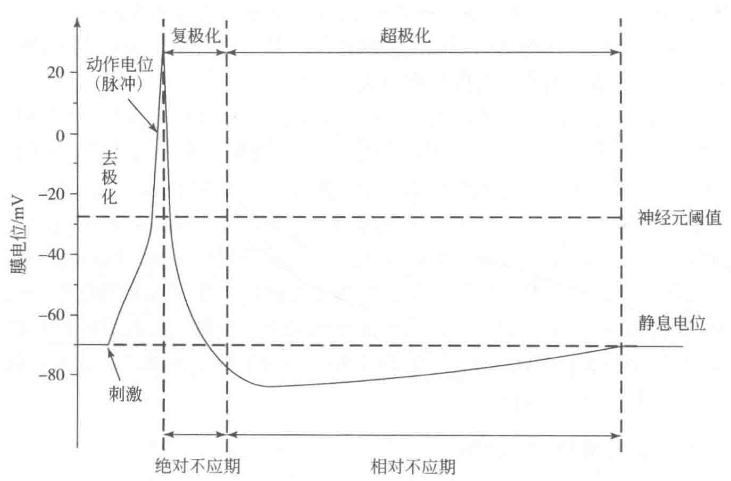 复极化
超极化
动作电位
(脉冲)
去
极
化
20
0
-20
-40
-60
-80
膜电位/mV
神经元阈值
静息电位
刺激
绝对不应期
相对不应期